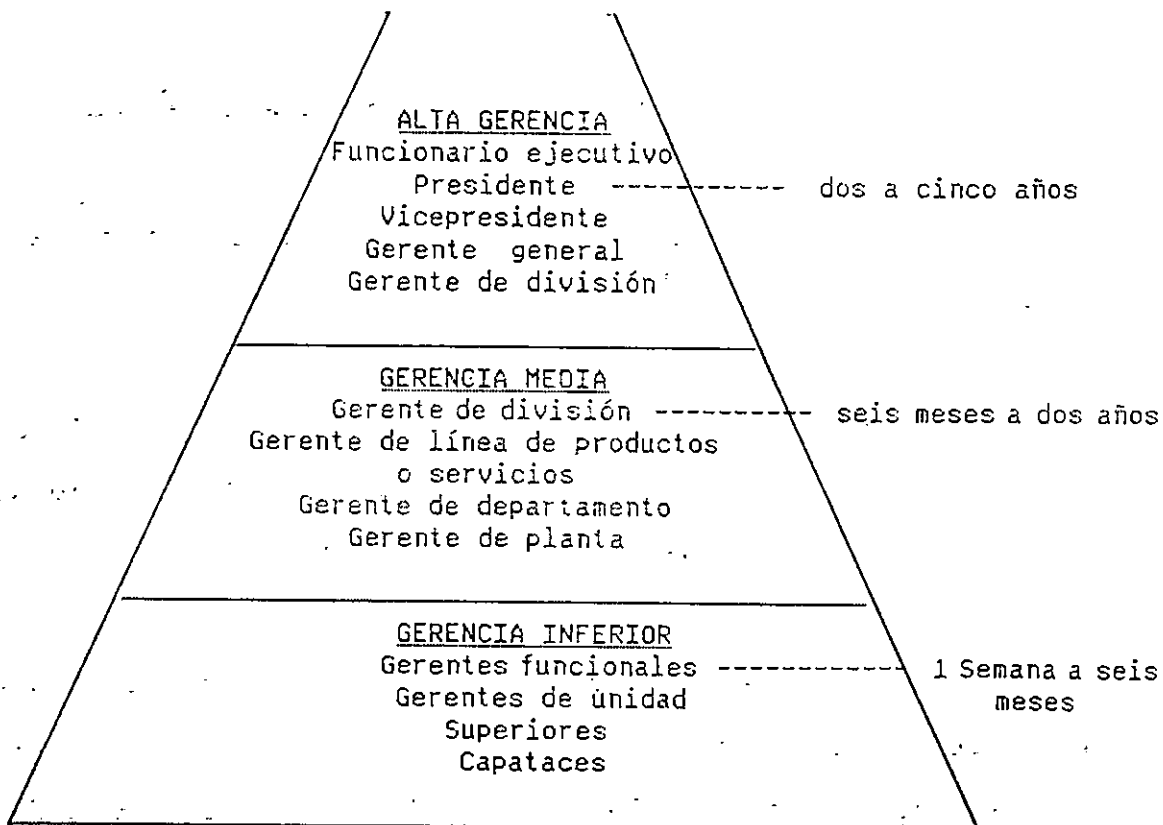 ALTA GERENCIA
Funcionario ejecutivo
Presidente ---------- dos a cinco años
Vicepresidente
Gerente general
Gerente de división
GERENCIA MEDIA
Gerente de división ---------- seis meses a dos años
Gerente de línea de productos
o servicios
Gerente de departamento
Gerente de planta
GERENCIA INFERIOR
Gerentes funcionales ------------ 1 Semana a seis
meses
Gerentes de unidad
Superiores
Capataces